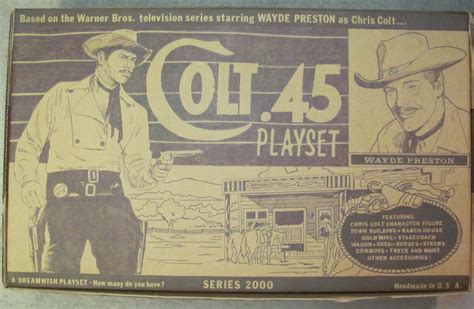 Based on the Warner Bros. television series starring WAYDE PRESTON as Chris Colt...
COLT .45
PLAYSET
WAYDE PRESTON
FEATURING
CHRIS COLT CHARACTER FIGURE
TOWN BUILDING • RANCH HOUSE
GOLD MINE • STAGECOACH
WAGON • OXEN • HORSES • STEERS
COWBOYS • TREES AND MANY
OTHER ACCESSORIES!
A DREAMWISH PLAYSET - How many do you have?
SERIES 2000
Handmade in U. S. A.